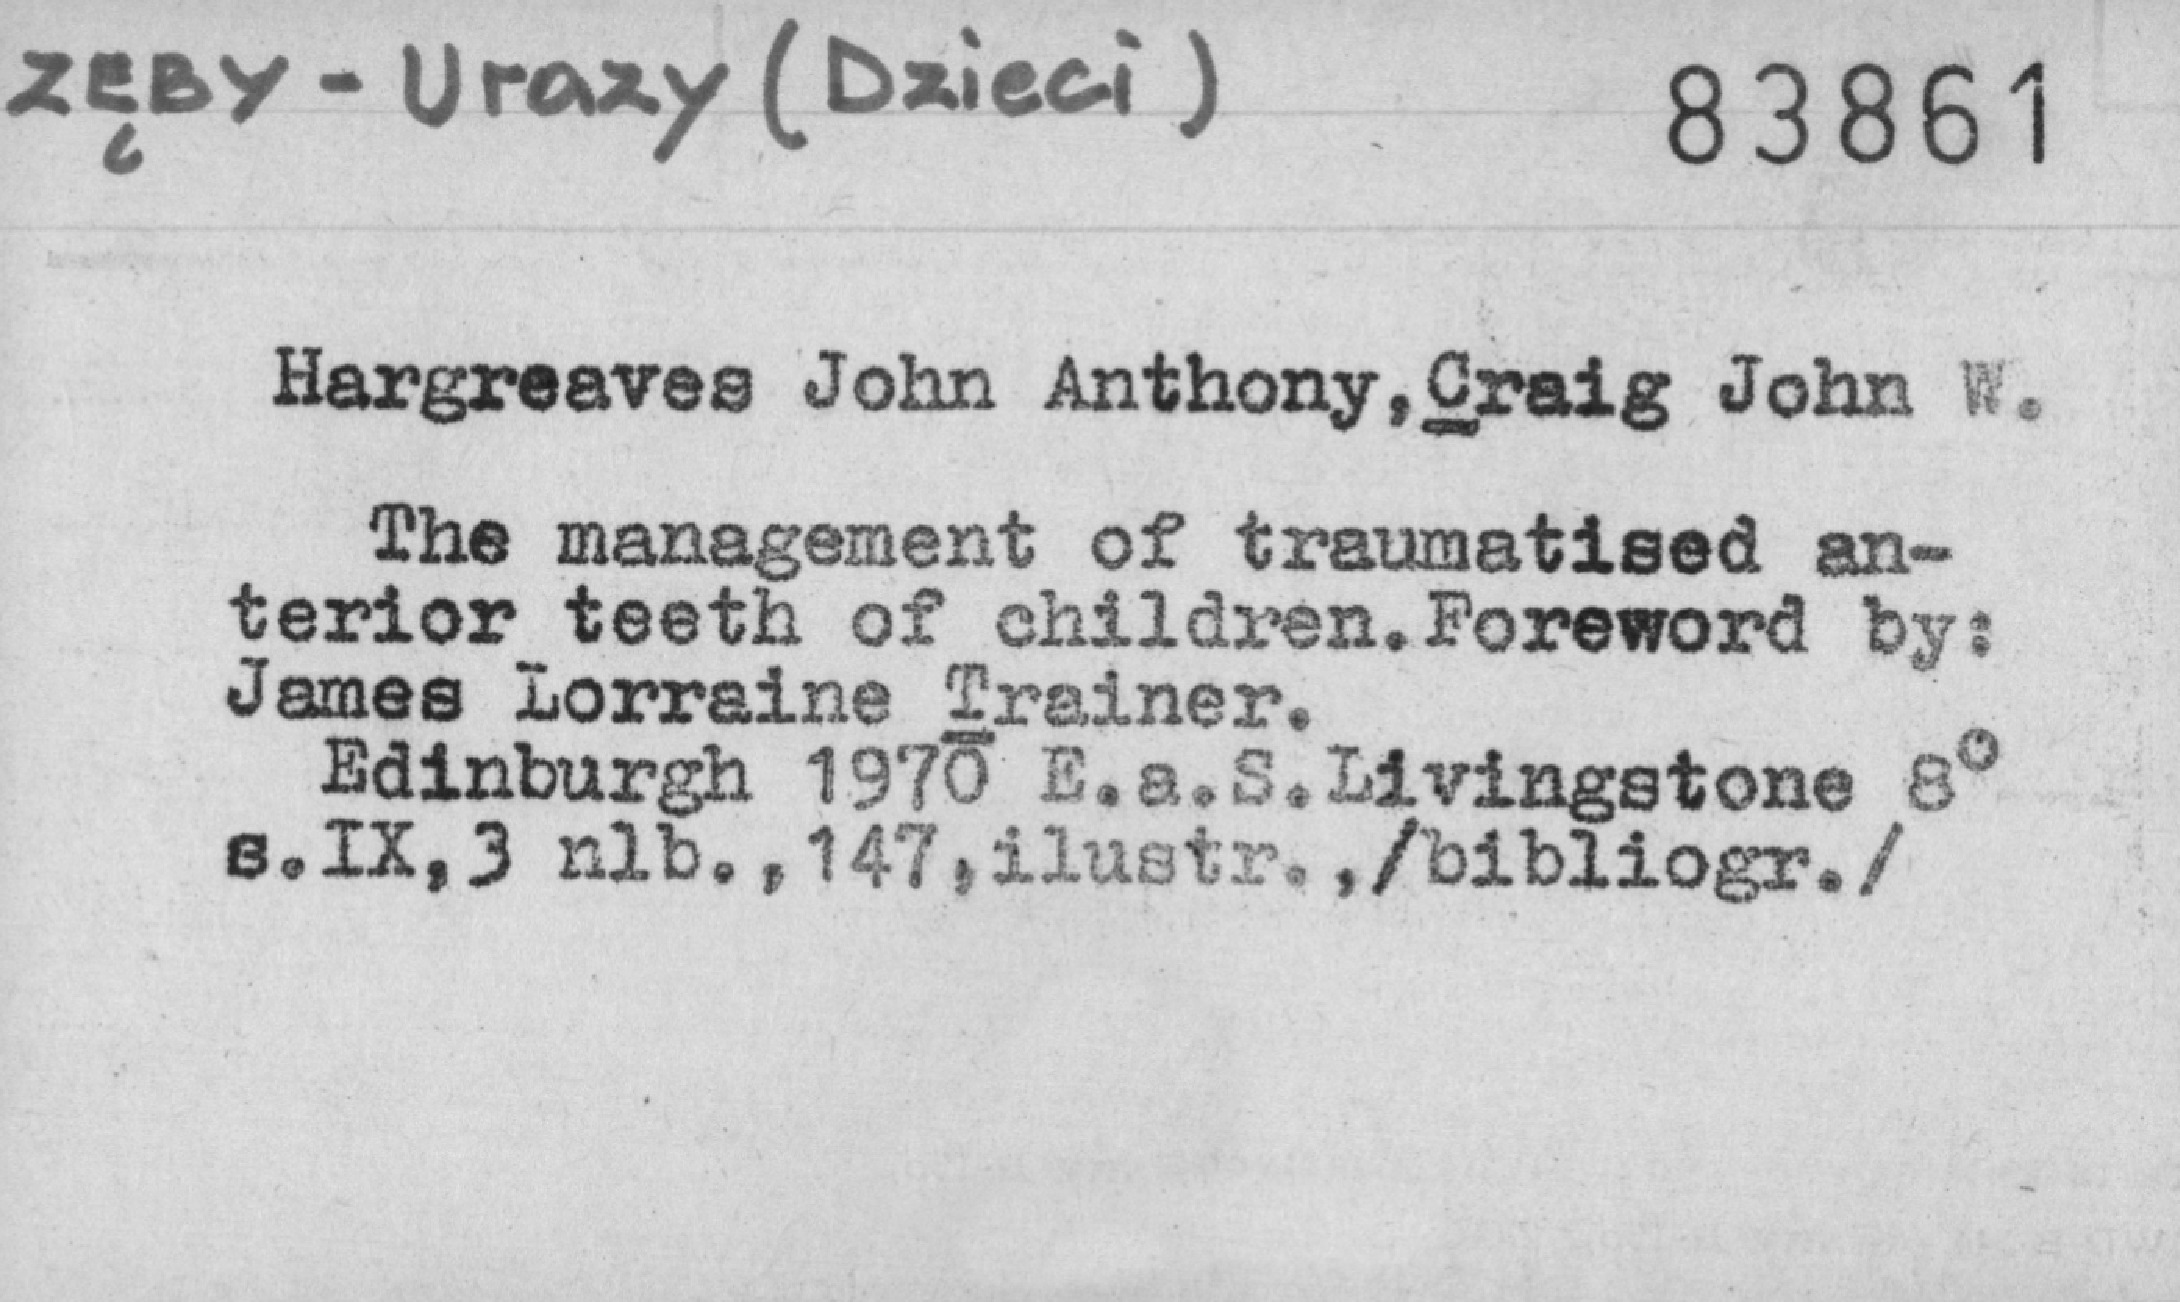 ZĘBY - Urazy (Dzieci)
83861
Hargreaves John Anthony,Craig John W.
The management of traumatised an-
terior teeth of children.Foreword by:
James Lorraine Trainer.
Edinburgh 1970 E.a.S.Livingstone 8°
s.IX,3 nlb.,147,ilustr.,/bibliogr./